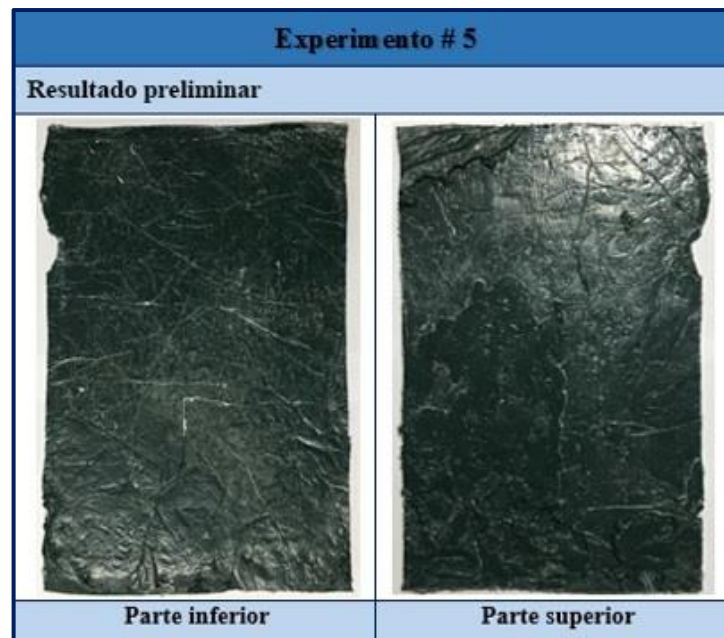 Experimento # 5
Resultado preliminar
Parte inferior
Parte superior